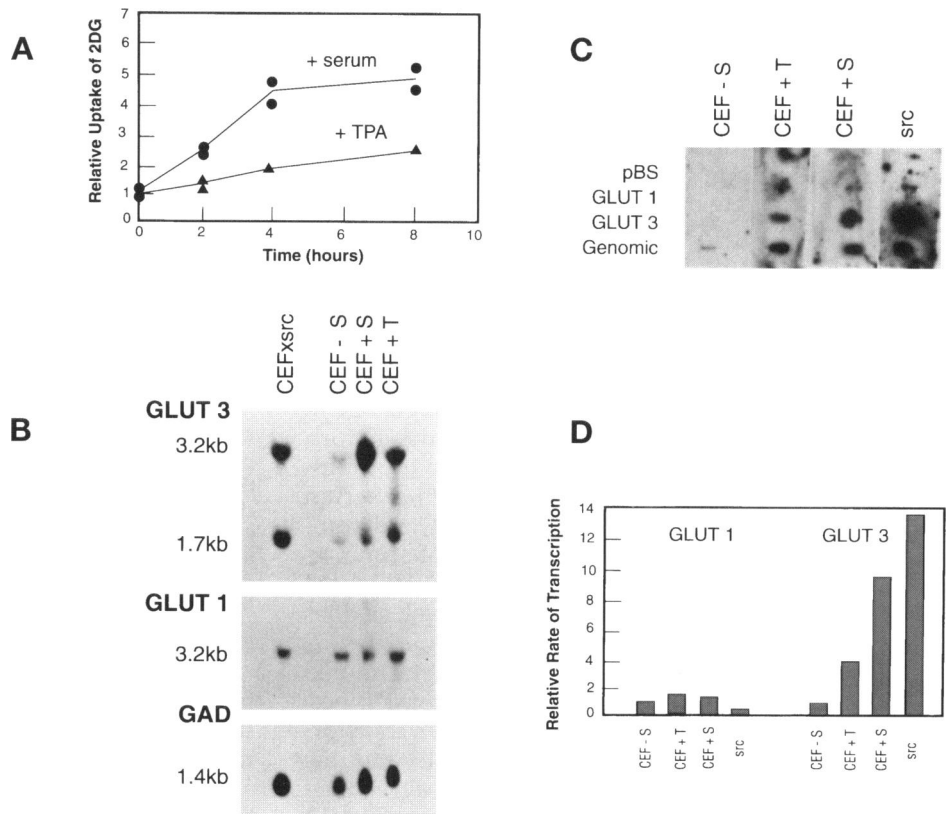 A
Relative Uptake of 2DG
7
6
5
4
3
2
1
0
+ serum
+ TPA
0 2 4 6 8 10
Time (hours)
B
CEFxsrc
CEF - S
CEF + S
CEF + T
GLUT 3
3.2kb
1.7kb
GLUT 1
3.2kb
GAD
1.4kb
C
CEF - S
CEF + T
CEF + S
src
pBS
GLUT 1
GLUT 3
Genomic
D
Relative Rate of Transcription
14
12
10
8
6
4
2
0
GLUT 1
GLUT 3
CEF - S
CEF + T
CEF + S
src
CEF - S
CEF + T
CEF + S
src